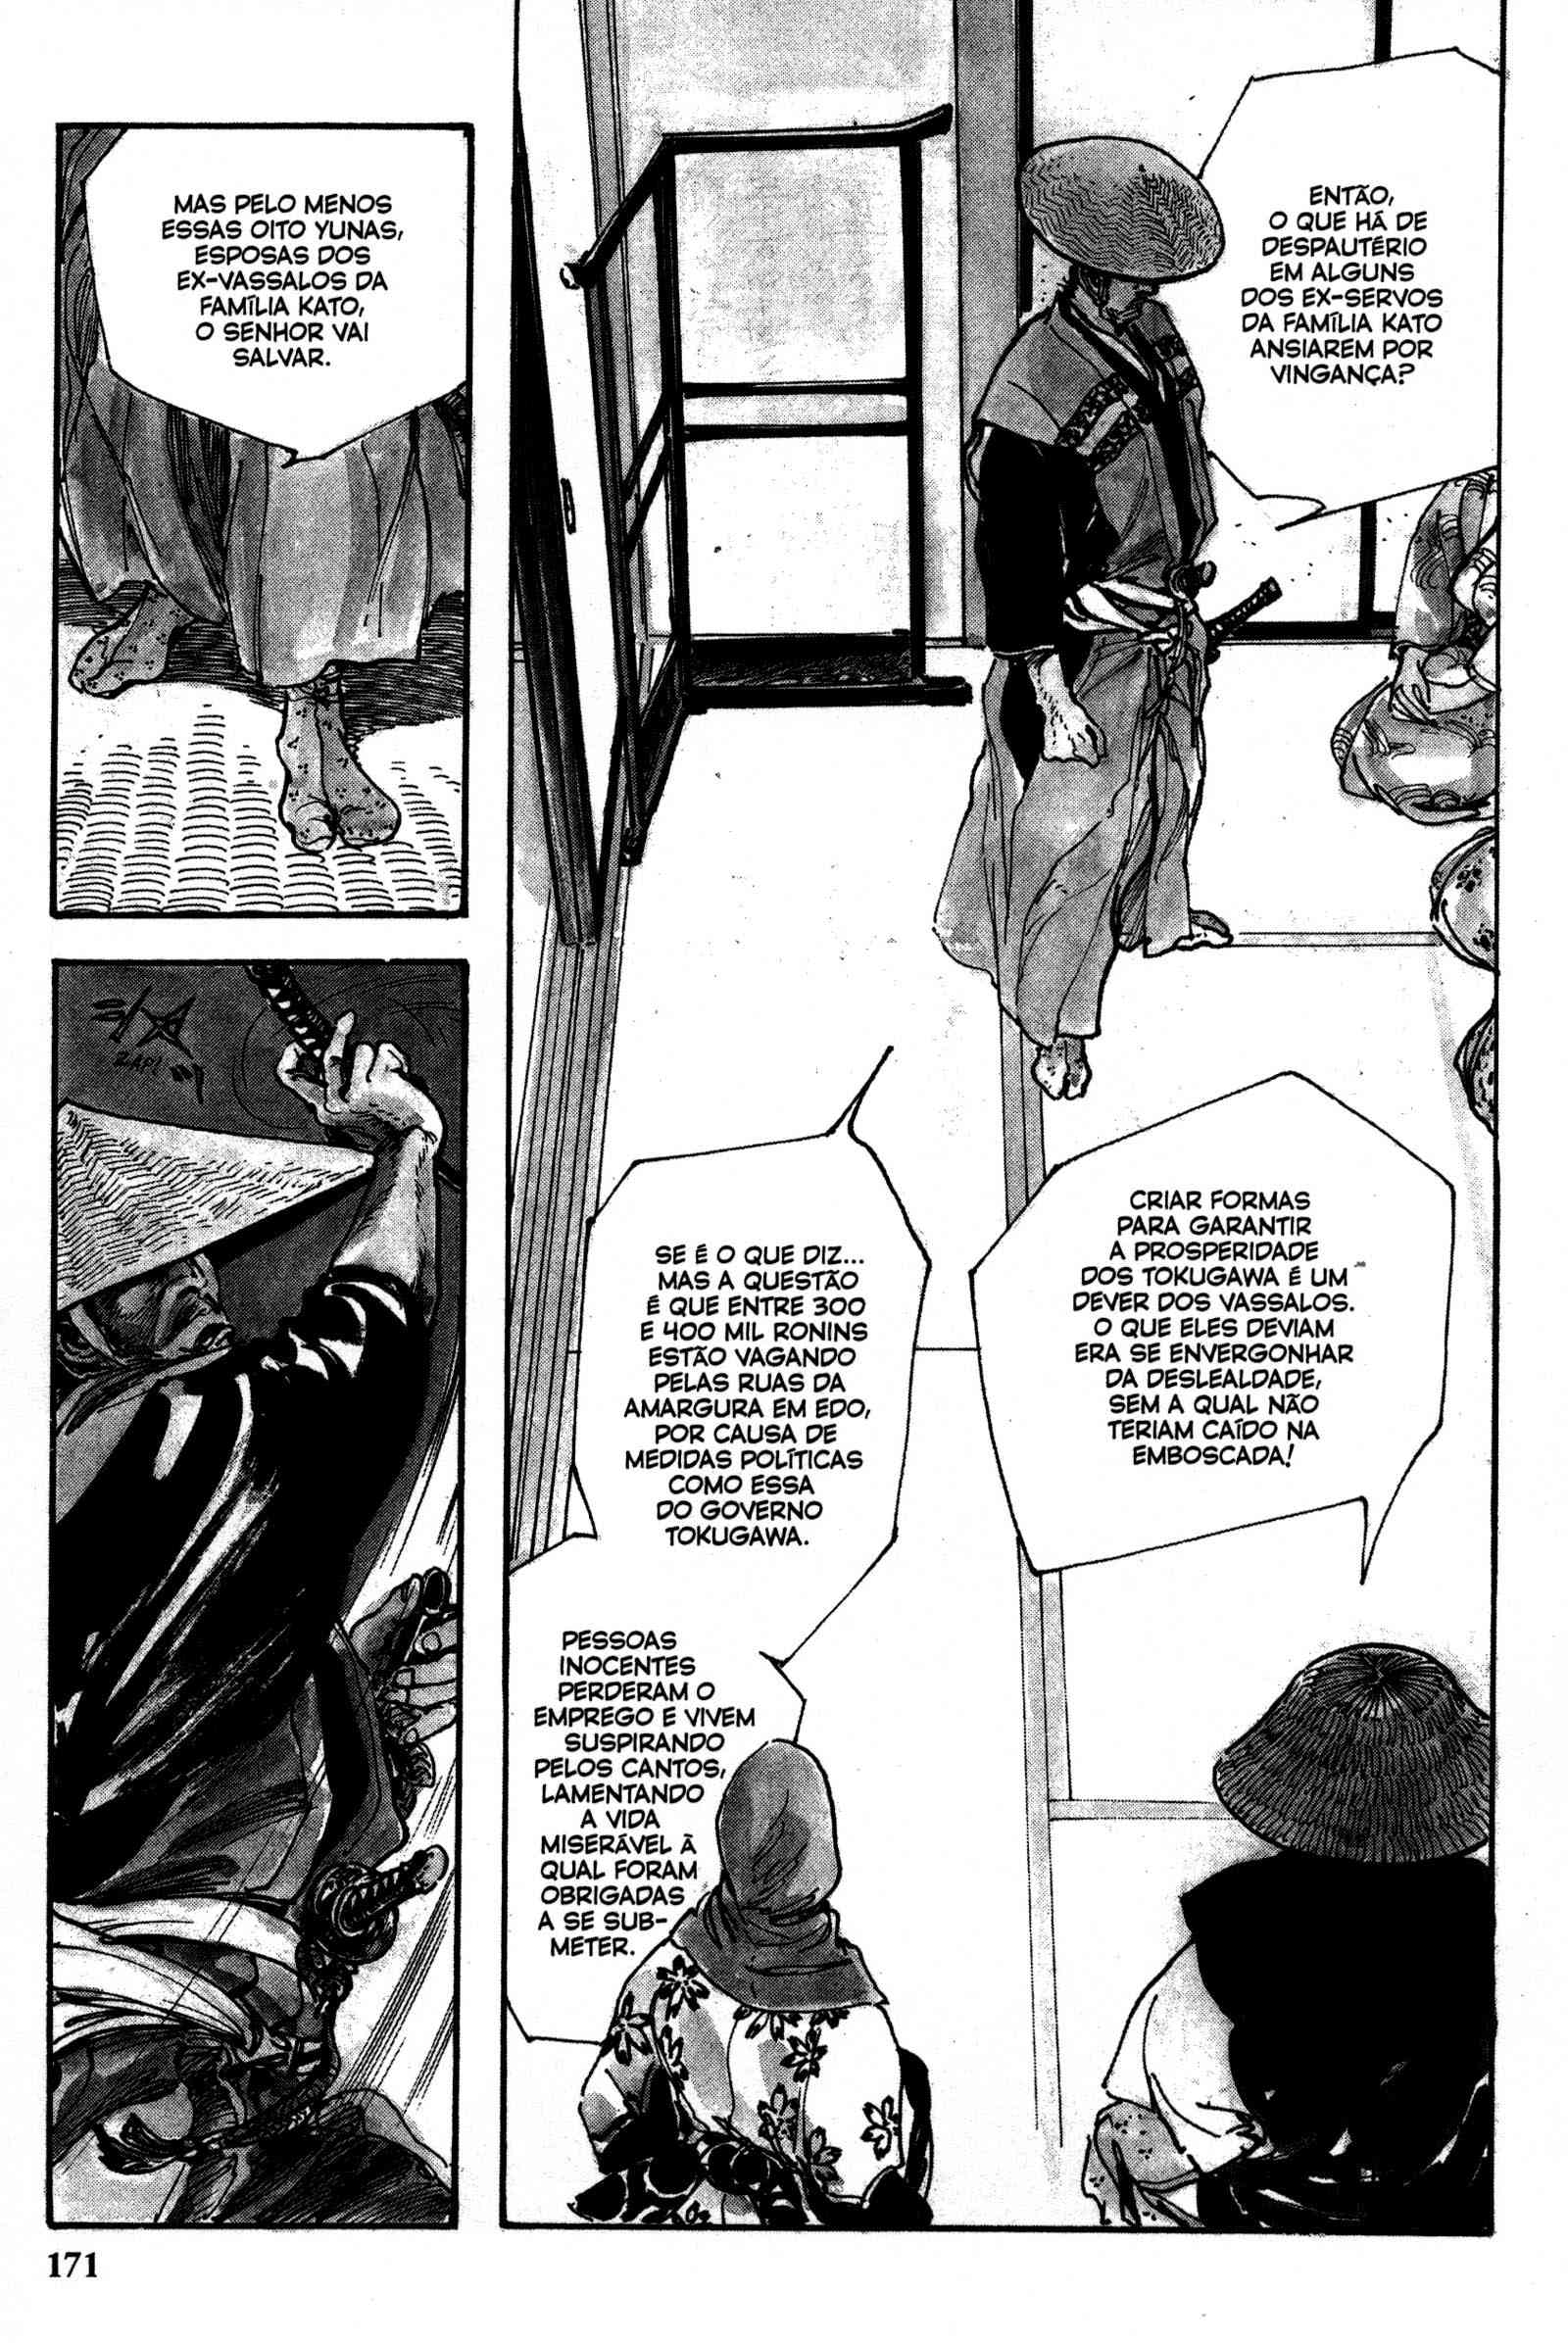 ENTÃO,
O QUE HÁ DE
DESPAUTÉRIO
EM ALGUNS
DOS EX-SERVOS
DA FAMÍLIA KATO
ANSIAREM POR
VINGANÇA?
CRIAR FORMAS
PARA GARANTIR
A PROSPERIDADE
DOS TOKUGAWA É UM
DEVER DOS VASSALOS.
O QUE ELES DEVIAM
ERA SE ENVERGONHAR
DA DESLEALDADE,
SEM A QUAL NÃO
TERIAM CAÍDO NA
EMBOSCADA!
SE É O QUE DIZ...
MAS A QUESTÃO
É QUE ENTRE 300
E 400 MIL RONINS
ESTÃO VAGANDO
PELAS RUAS DA
AMARGURA EM EDO,
POR CAUSA DE
MEDIDAS POLÍTICAS
COMO ESSA
DO GOVERNO
TOKUGAWA.
PESSOAS
INOCENTES
PERDERAM O
EMPREGO E VIVEM
SUSPIRANDO
PELOS CANTOS,
LAMENTANDO
A VIDA
MISERÁVEL À
QUAL FORAM
OBRIGADAS
A SE SUB-
METER.
MAS PELO MENOS
ESSAS OITO YUNAS,
ESPOSAS DOS
EX-VASSALOS DA
FAMÍLIA KATO,
O SENHOR VAI
SALVAR.
ZAP!
171